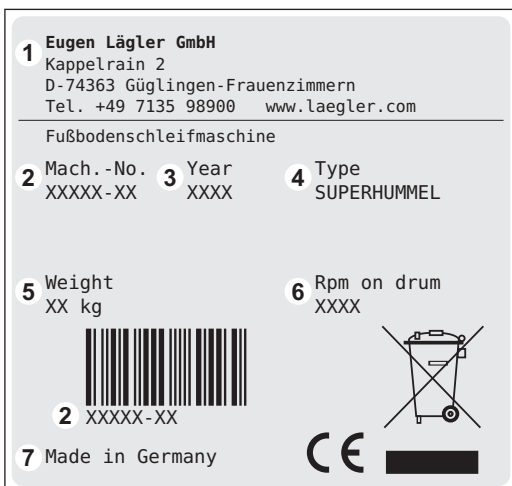 1 Eugen Lägler GmbH
Kappelrain 2
D-74363 Güglingen-Frauenzimmern
Tel. +49 7135 98900 www.laegler.com
Fußbodenschleifmaschine
2 Mach.-No. 3 Year 4 Type
XXXXX-XX XXXX SUPERHUMMEL
5 Weight 6 Rpm on drum
XX kg XXXX
2 XXXXX-XX
7 Made in Germany CE